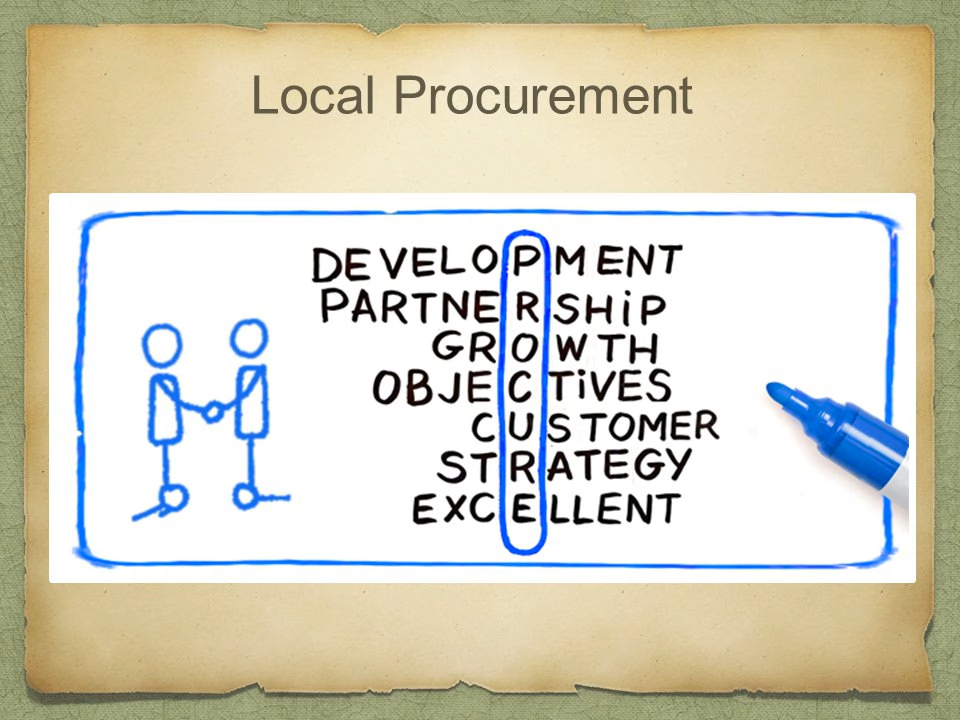 Local Procurement
DEVELOPMENT
PARTNERSHiP
GROWTH
OBJECTiVES
CUSTOMER
STRATEGY
EXCELLENT